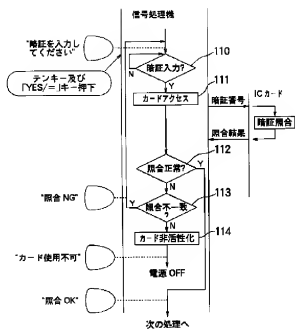 信号処理機
"暗証を入力し
てください"
110
暗証入力?
N
Y
テンキー及び
「YES/=」キー押下
111
カードアクセス
暗証番号
ICカード
暗証照合
照合結果
112
照合正常?
Y
N
"照合 NG"
113
照合不一致
?
Y
N
114
カード非活性化
"カード使用不可"
電源 OFF
"照合 OK"
次の処理へ